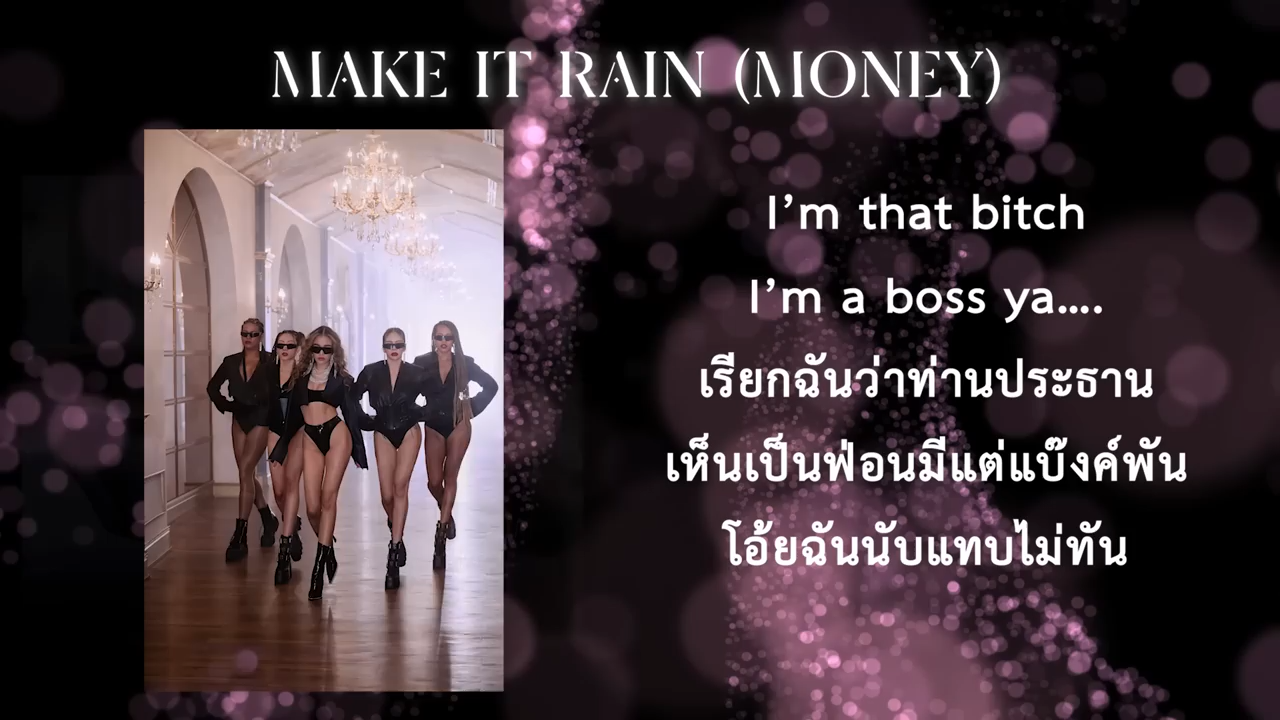 MAKE IT RAIN (MONEY)
I'm that bitch
I'm a boss ya....
เรียกฉันว่าท่านประธาน
เห็นเป็นฟ่อนมีแต่แบ๊งค์พัน
โอ้ยฉันนับแทบไม่ทัน